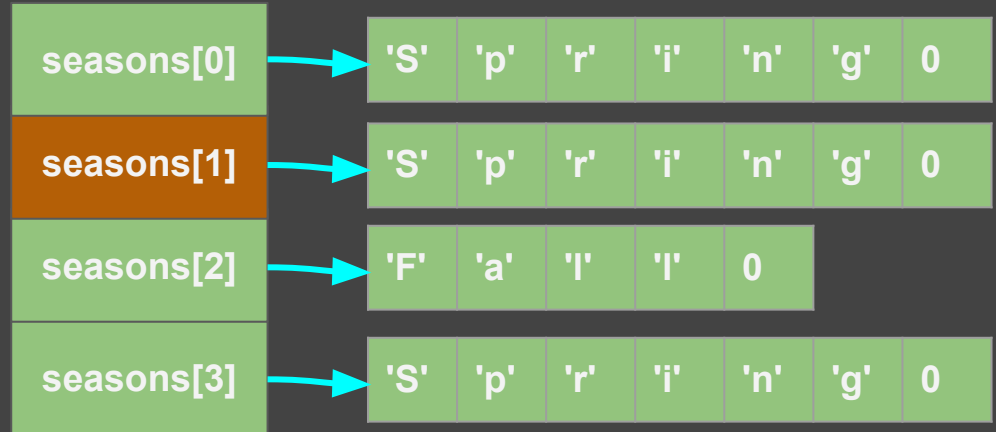 seasons[0] 'S' 'p' 'r' 'i' 'n' 'g' 0
seasons[1] 'S' 'p' 'r' 'i' 'n' 'g' 0
seasons[2] 'F' 'a' 'l' 'l' 0
seasons[3] 'S' 'p' 'r' 'i' 'n' 'g' 0